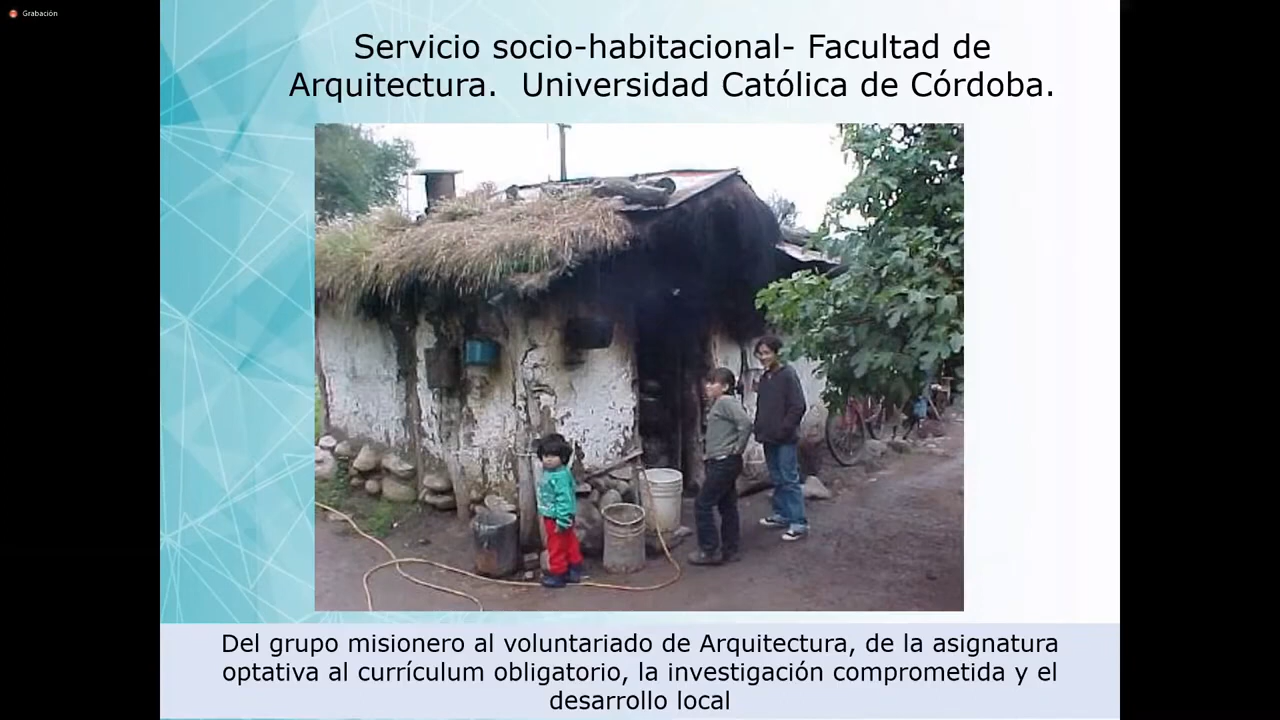 Grabación
Servicio socio-habitacional- Facultad de
Arquitectura.  Universidad Católica de Córdoba.
Del grupo misionero al voluntariado de Arquitectura, de la asignatura
optativa al currículum obligatorio, la investigación comprometida y el
desarrollo local